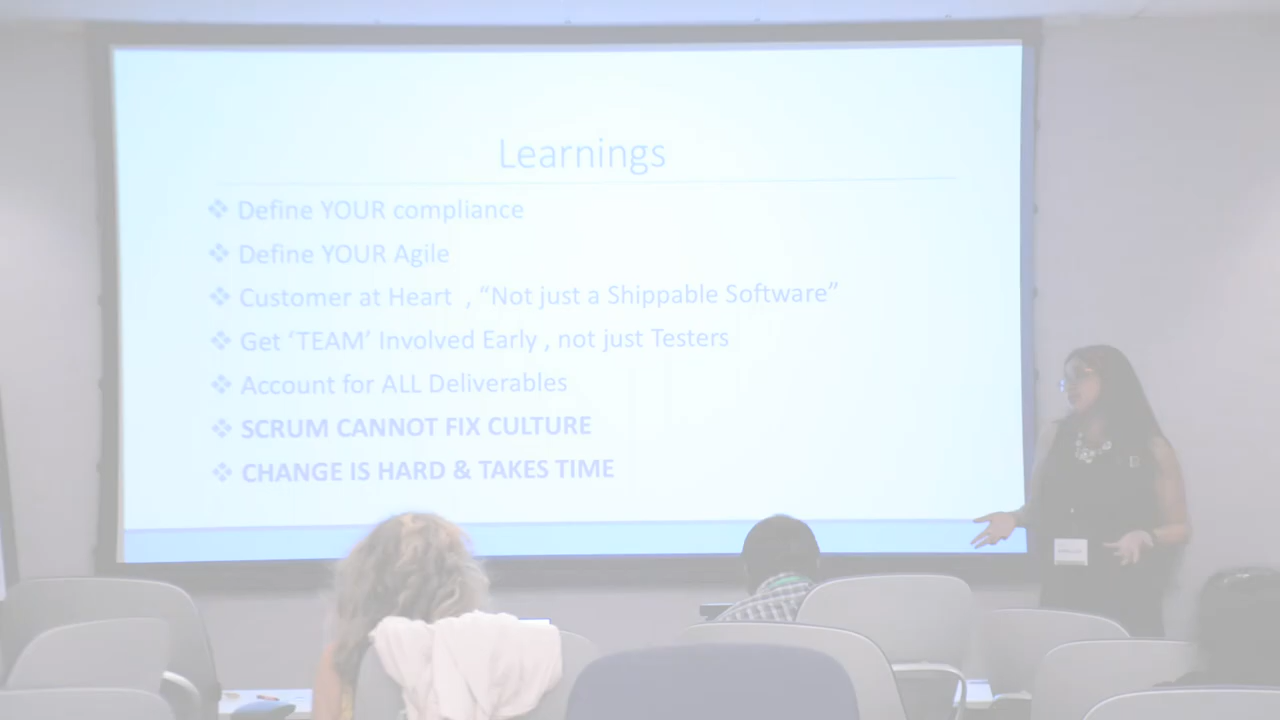 Learnings
Define YOUR compliance
Define YOUR Agile
Customer at Heart , “Not just a Shippable Software”
Get ‘TEAM’ Involved Early , not just Testers
Account for ALL Deliverables
SCRUM CANNOT FIX CULTURE
CHANGE IS HARD & TAKES TIME